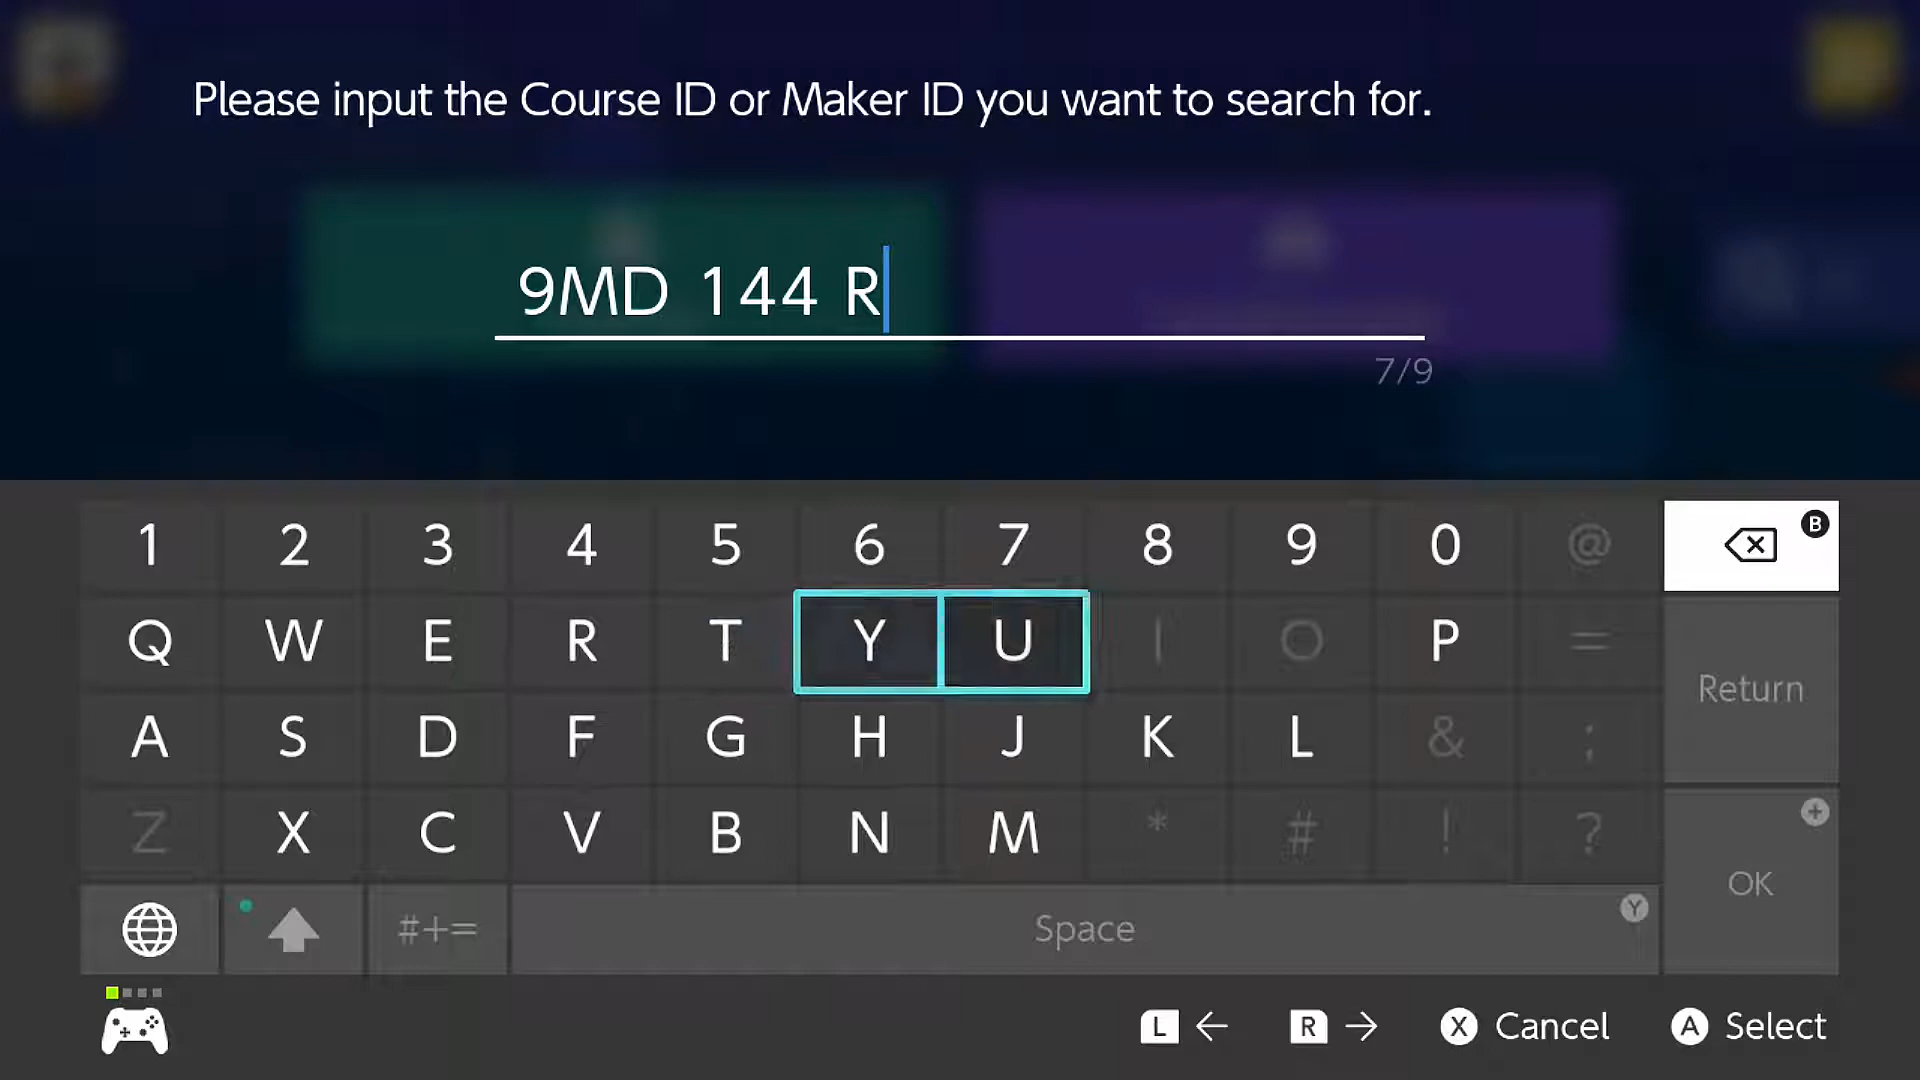 Please input the Course ID or Maker ID you want to search for.
9MD 144 R
7/9
1 2 3 4 5 6 7 8 9 0 @ B
Q W E R T Y U I O P =
Return
A S D F G H J K L & ;
Z X C V B N M * # ! ? +
OK
#+= Space Y
L ← R → X Cancel A Select